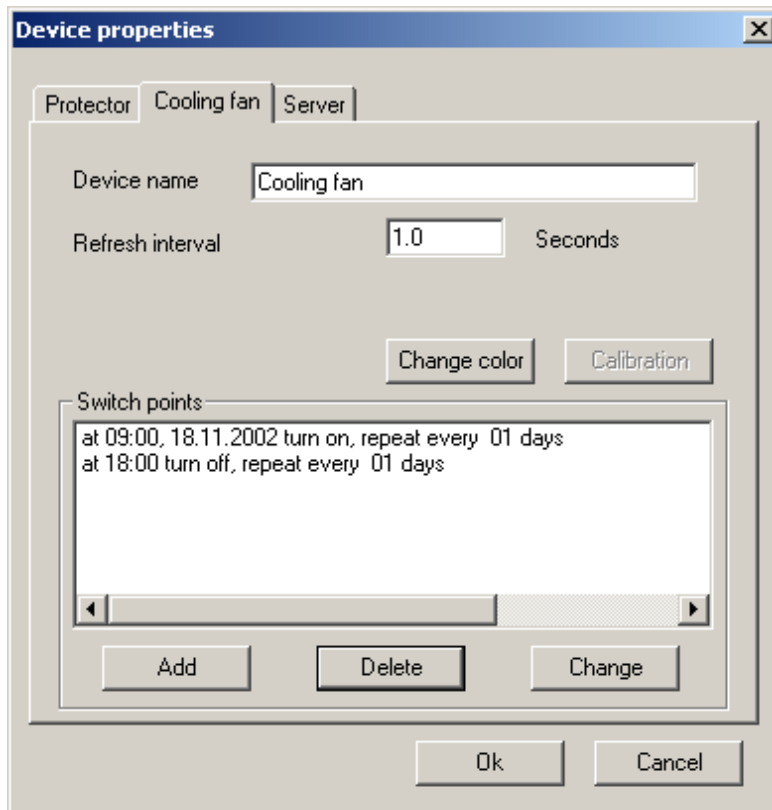 Device properties
Protector Cooling fan Server
Device name Cooling fan
Refresh interval 1.0 Seconds
Change color Calibration
Switch points
at 09:00, 18.11.2002 turn on, repeat every  01 days
at 18:00 turn off, repeat every  01 days
Add Delete Change
Ok Cancel